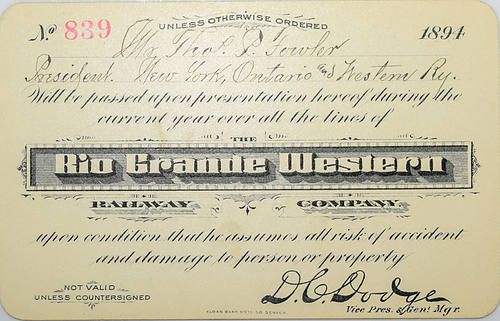 UNLESS OTHERWISE ORDERED
No 839 1894
Mr. Thos. P. Fowler
President. New York, Ontario and Western Ry.
Will be passed upon presentation hereof during the
current year over all the lines of
THE
Rio Grande Western
RAILWAY COMPANY,
upon condition that he assumes all risk of accident
and damage to person or property
NOT VALID
UNLESS COUNTERSIGNED
D.C. Dodge
Vice Pres. & Genl. Mgr.
DENVER.